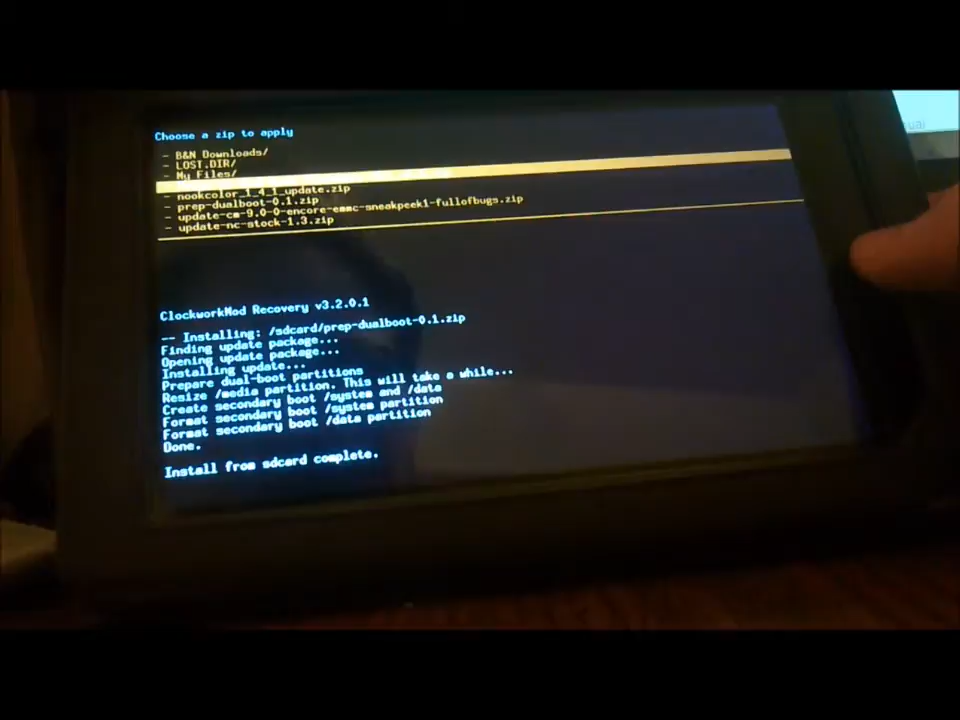 Choose a zip to apply
- B&N Downloads/
- LOST.DIR/
- My Files/
- nookcolor_1_4_1_update.zip
- prep-dualboot-0.1.zip
- update-cm-9.0-0-encore-emmc-sneakpeek1-fullofbugs.zip
- update-nc-stock-1.3.zip
ClockworkMod Recovery v3.2.0.1
-- Installing: /sdcard/prep-dualboot-0.1.zip
Finding update package...
Opening update package...
Installing update...
Prepare dual-boot partitions
Resize /media partition. This will take a while...
Create secondary boot /system and /data
Format secondary boot /system partition
Format secondary boot /data partition
Done.
Install from sdcard complete.